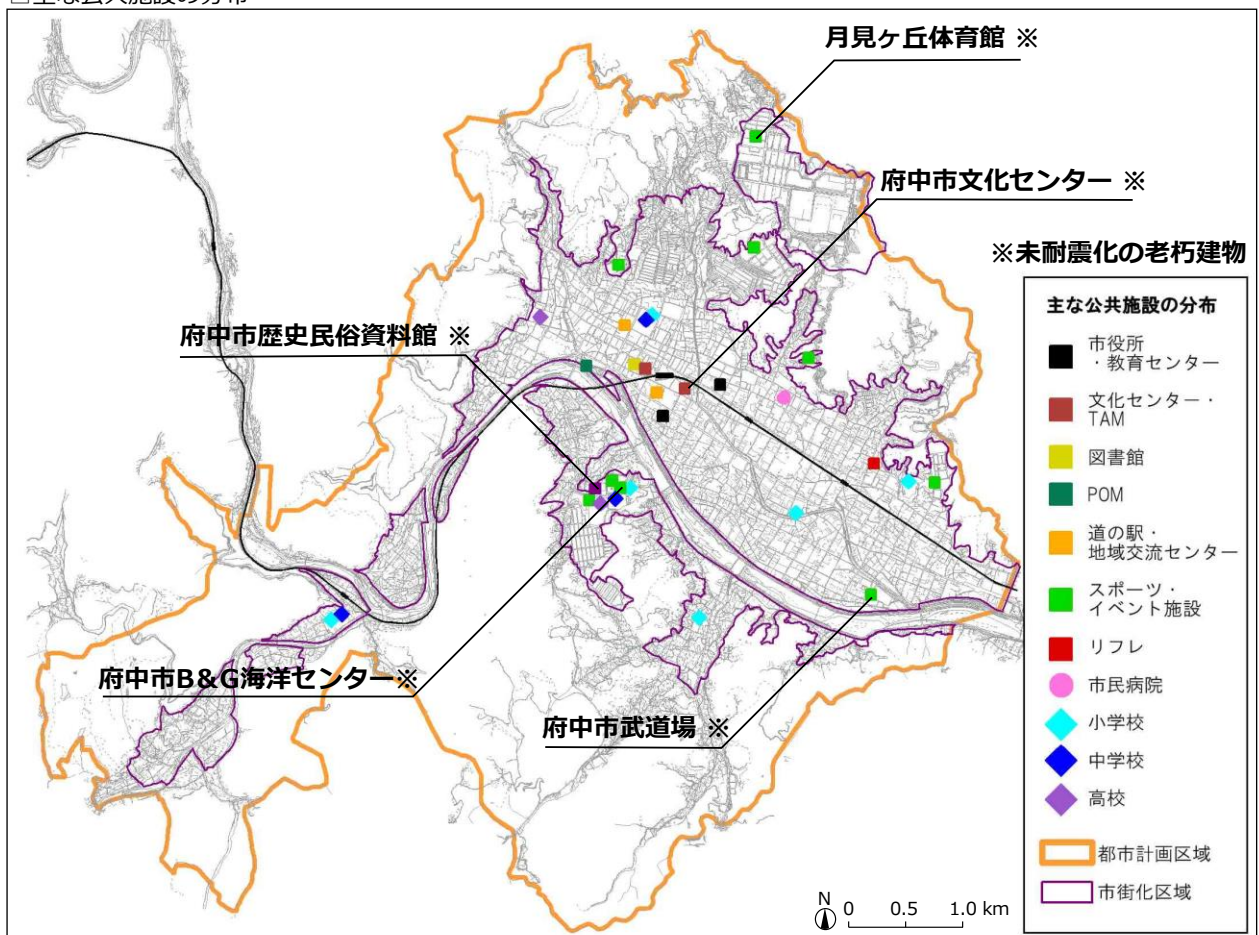 □主な公共施設の分布
月見ヶ丘体育館 ※
府中市文化センター ※
※未耐震化の老朽建物
府中市歴史民俗資料館 ※
府中市B&G海洋センター※
府中市武道場 ※
主な公共施設の分布
市役所
・教育センター
文化センター・
TAM
図書館
POM
道の駅・
地域交流センター
スポーツ・
イベント施設
リフレ
市民病院
小学校
中学校
高校
都市計画区域
市街化区域
N
0 0.5 1.0 km